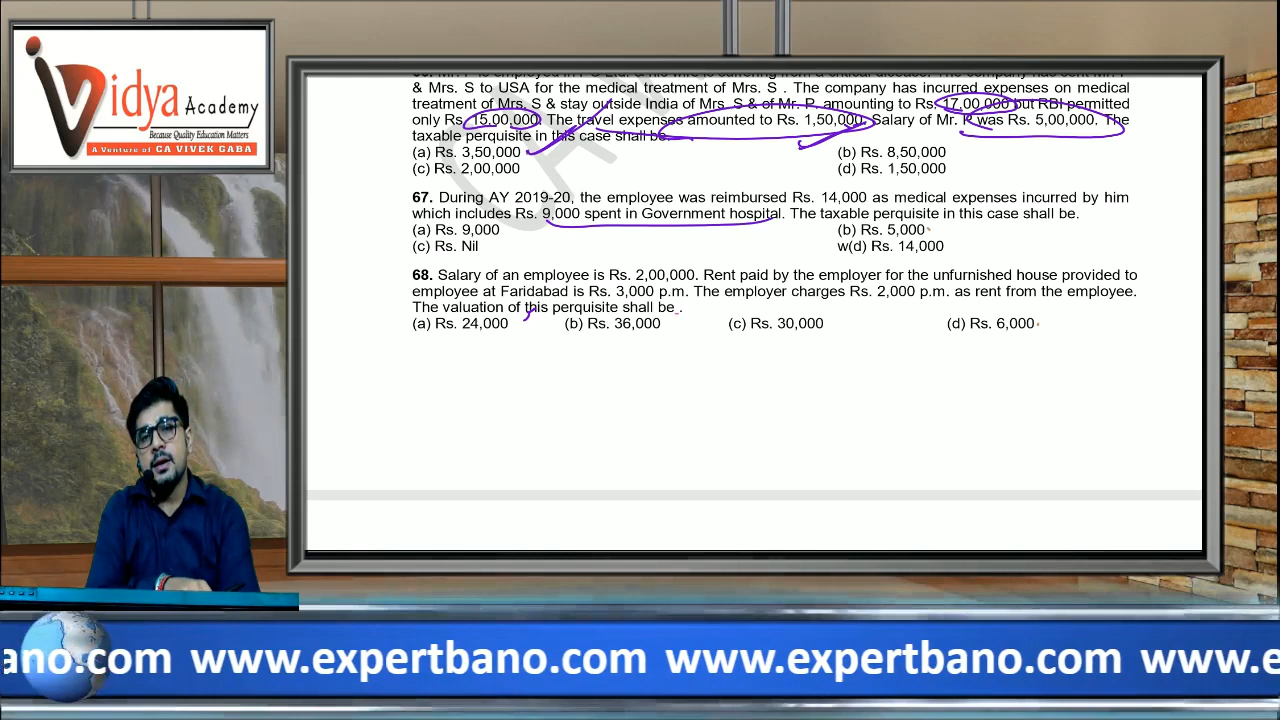 Vidya Academy
Because Quality Education Matters
A Venture of CA VIVEK GABA
& Mrs. S to USA for the medical treatment of Mrs. S . The company has incurred expenses on medical
treatment of Mrs. S & stay outside India of Mrs. S & of Mr. P. amounting to Rs. 17,00,000 but RBI permitted
only Rs. 15,00,000. The travel expenses amounted to Rs. 1,50,000. Salary of Mr. P was Rs. 5,00,000. The
taxable perquisite in this case shall be.
(a) Rs. 3,50,000 (b) Rs. 8,50,000
(c) Rs. 2,00,000 (d) Rs. 1,50,000
67. During AY 2019-20, the employee was reimbursed Rs. 14,000 as medical expenses incurred by him
which includes Rs. 9,000 spent in Government hospital. The taxable perquisite in this case shall be.
(a) Rs. 9,000 (b) Rs. 5,000
(c) Rs. Nil w(d) Rs. 14,000
68. Salary of an employee is Rs. 2,00,000. Rent paid by the employer for the unfurnished house provided to
employee at Faridabad is Rs. 3,000 p.m. The employer charges Rs. 2,000 p.m. as rent from the employee.
The valuation of this perquisite shall be_.
(a) Rs. 24,000 (b) Rs. 36,000 (c) Rs. 30,000 (d) Rs. 6,000
ano.com www.expertbano.com www.expertbano.com www.e